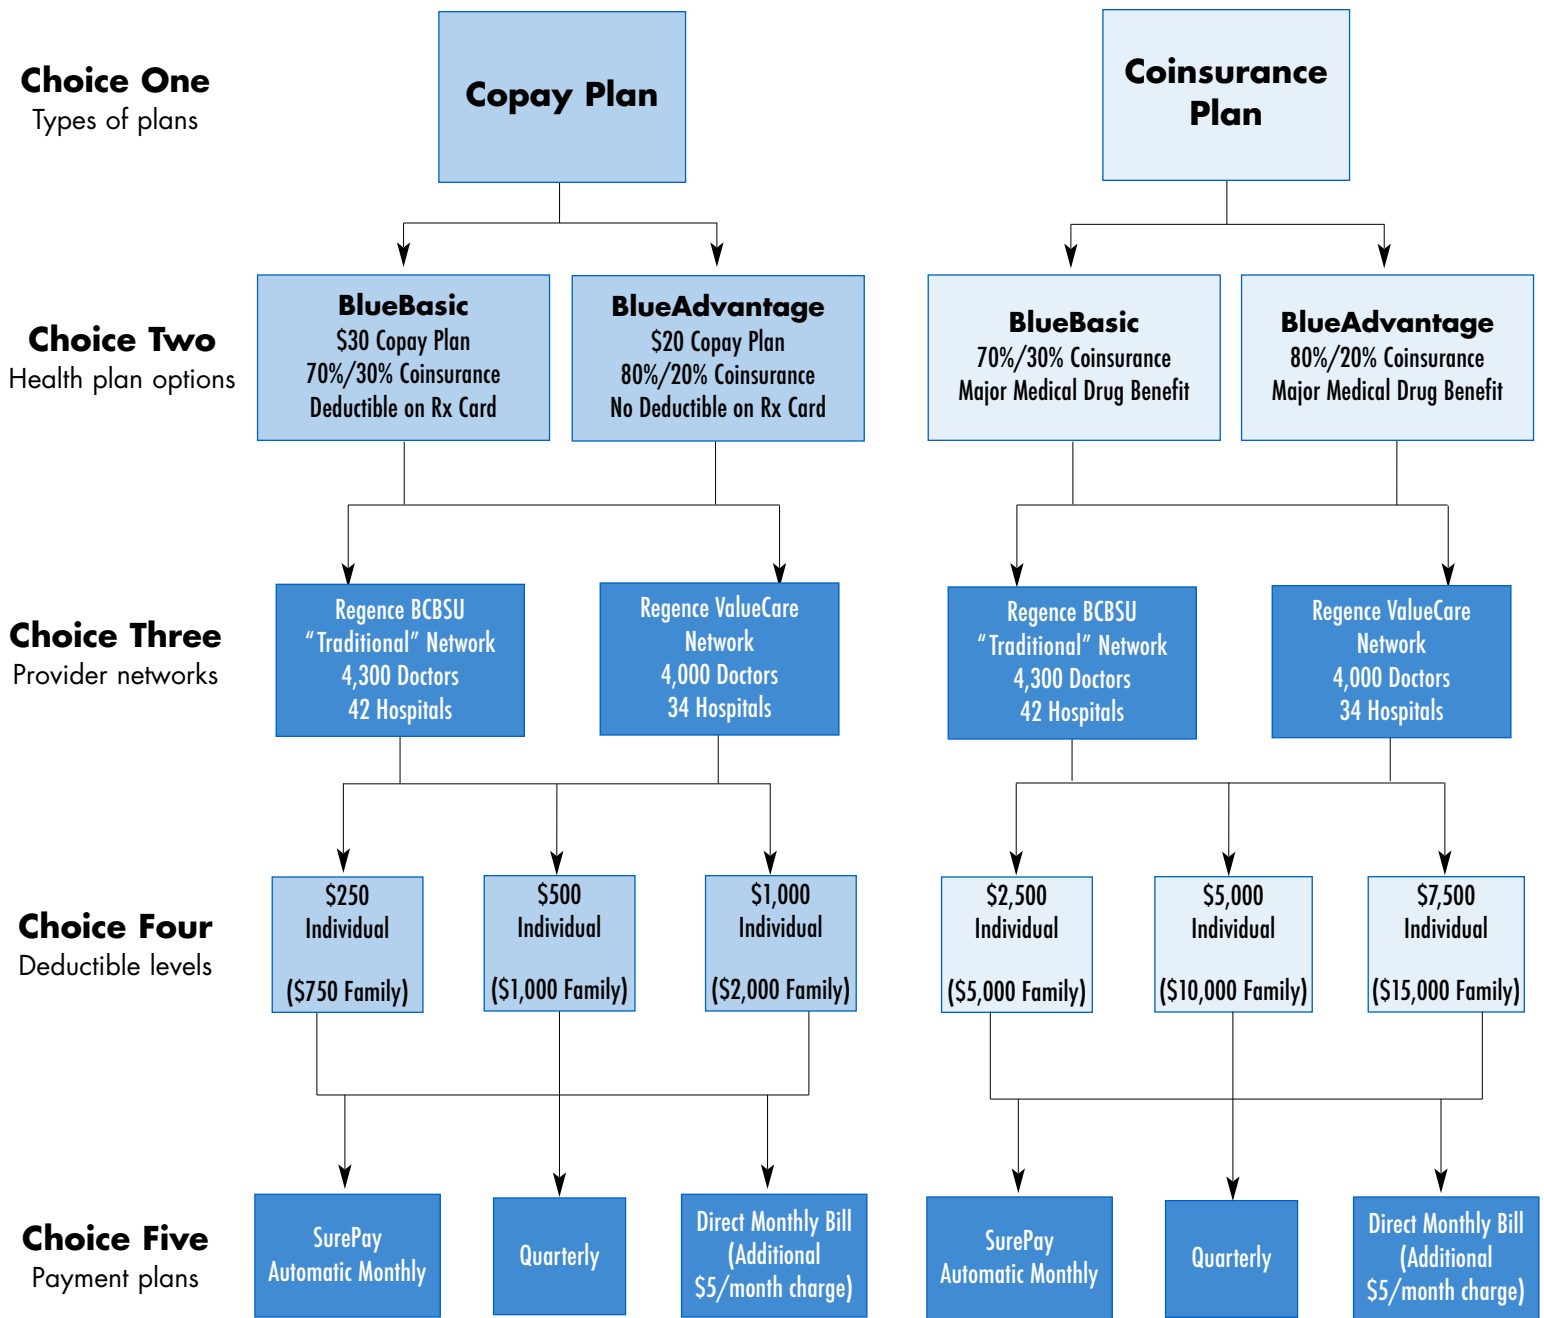 Choice One
Types of plans
Copay Plan
Coinsurance
Plan
Choice Two
Health plan options
BlueBasic
$30 Copay Plan
70%/30% Coinsurance
Deductible on Rx Card
BlueAdvantage
$20 Copay Plan
80%/20% Coinsurance
No Deductible on Rx Card
BlueBasic
70%/30% Coinsurance
Major Medical Drug Benefit
BlueAdvantage
80%/20% Coinsurance
Major Medical Drug Benefit
Choice Three
Provider networks
Regence BCBSU
“Traditional” Network
4,300 Doctors
42 Hospitals
Regence ValueCare
Network
4,000 Doctors
34 Hospitals
Regence BCBSU
“Traditional” Network
4,300 Doctors
42 Hospitals
Regence ValueCare
Network
4,000 Doctors
34 Hospitals
Choice Four
Deductible levels
$250
Individual
($750 Family)
$500
Individual
($1,000 Family)
$1,000
Individual
($2,000 Family)
$2,500
Individual
($5,000 Family)
$5,000
Individual
($10,000 Family)
$7,500
Individual
($15,000 Family)
Choice Five
Payment plans
SurePay
Automatic Monthly
Quarterly
Direct Monthly Bill
(Additional
$5/month charge)
SurePay
Automatic Monthly
Quarterly
Direct Monthly Bill
(Additional
$5/month charge)